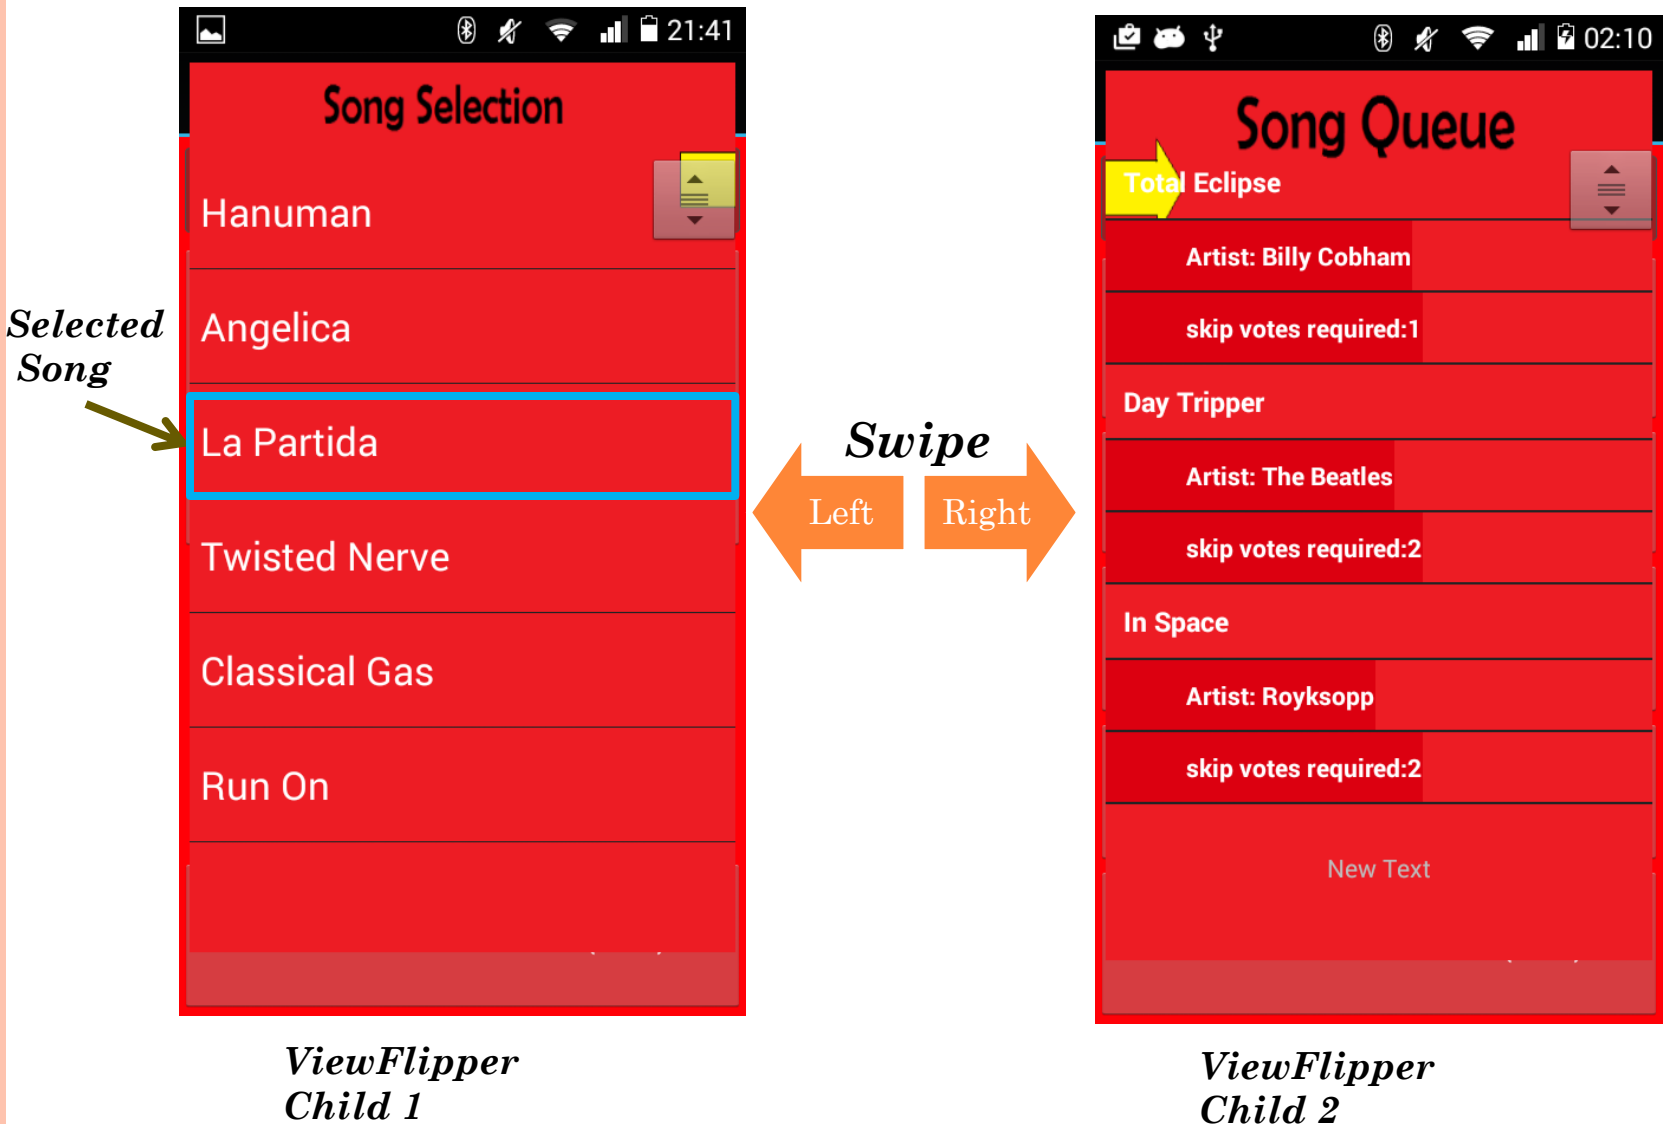 21:41
Song Selection
Hanuman
Angelica
La Partida
Twisted Nerve
Classical Gas
Run On
Selected
Song
Swipe
Left
Right
02:10
Song Queue
Total Eclipse
Artist: Billy Cobham
skip votes required:1
Day Tripper
Artist: The Beatles
skip votes required:2
In Space
Artist: Royksopp
skip votes required:2
New Text
ViewFlipper
Child 1
ViewFlipper
Child 2